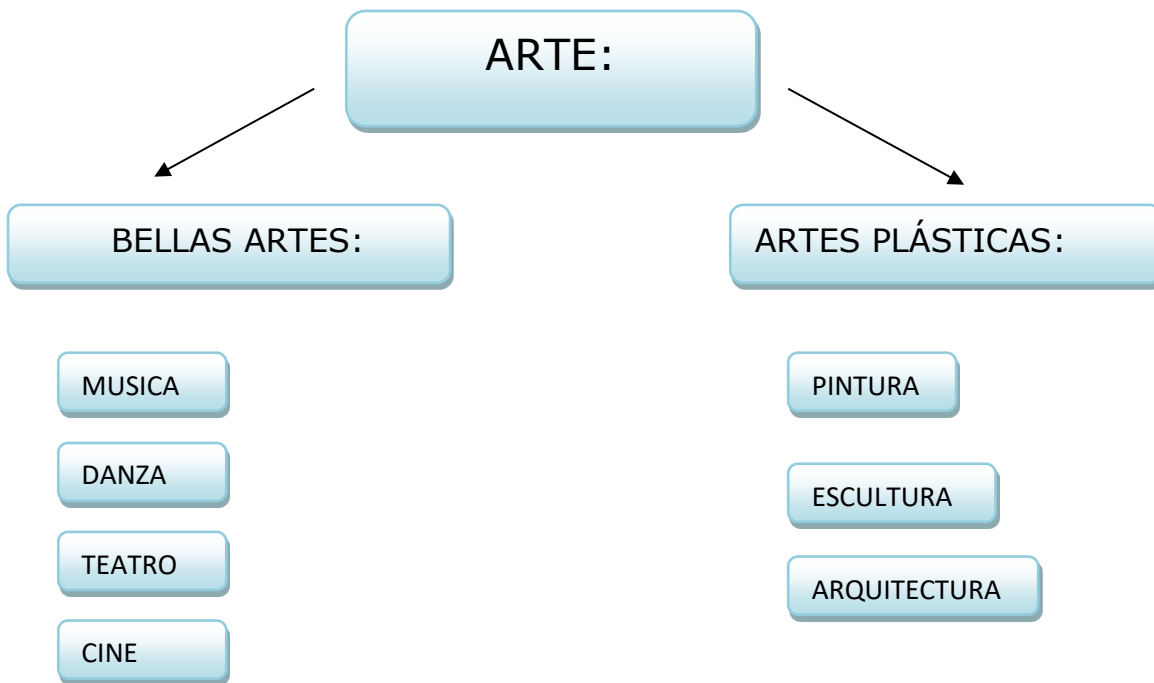 ARTE:
BELLAS ARTES:
ARTES PLÁSTICAS:
MUSICA
DANZA
TEATRO
CINE
PINTURA
ESCULTURA
ARQUITECTURA